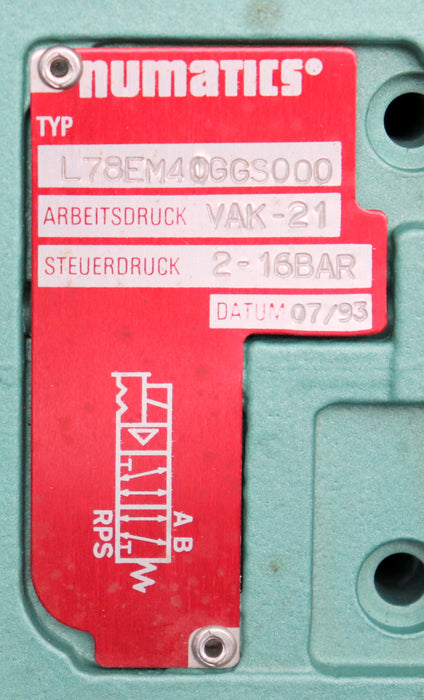 numatics®
TYP
L78EM40GGS000
ARBEITSDRUCK VAK-21
STEUERDRUCK 2-16BAR
DATUM 07/93
A B
RPS